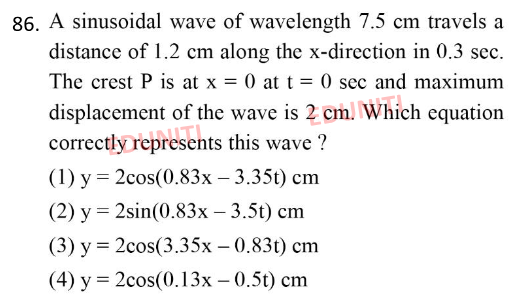 86. A sinusoidal wave of wavelength 7.5 cm travels a
distance of 1.2 cm along the x-direction in 0.3 sec.
The crest P is at x = 0 at t = 0 sec and maximum
displacement of the wave is 2 cm. Which equation
correctly represents this wave ?
(1) y = 2cos(0.83x – 3.35t) cm
(2) y = 2sin(0.83x – 3.5t) cm
(3) y = 2cos(3.35x – 0.83t) cm
(4) y = 2cos(0.13x – 0.5t) cm
EDUNITI
EDUNITI